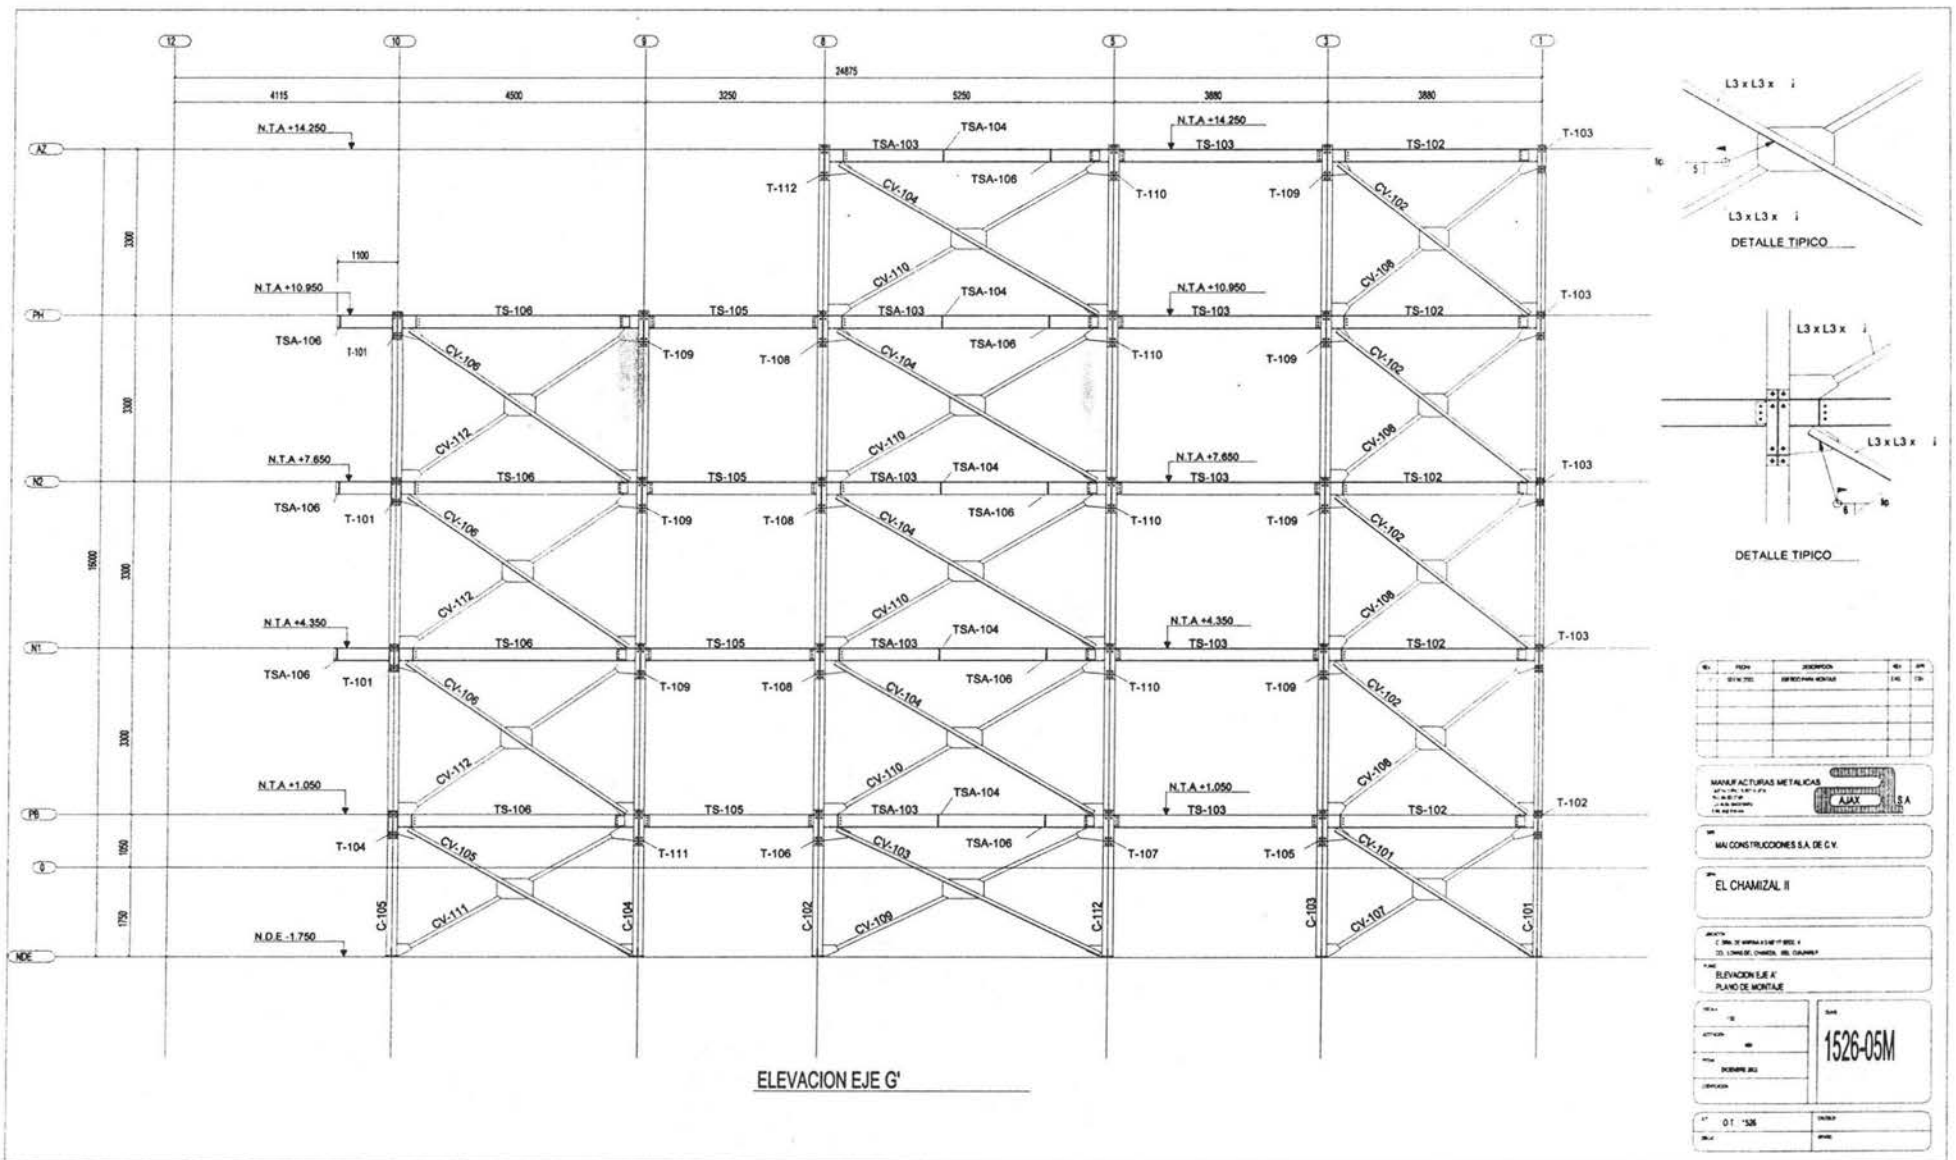 12 10 9 8 5 3 1
24875
4115 4500 3250 5250 3880 3880
N.T.A +14.250 TSA-103 TSA-104 N.T.A +14.250 TS-103 TS-102 T-103
AZ
T-112 CV-104 TSA-106 T-110 T-109 CV-102
3300
1100 CV-110 CV-108
N.T.A +10.950 TSA-104 N.T.A +10.950 T-103
PH TS-106 TS-105 TSA-103 TS-103 TS-102
TSA-106 T-101 CV-106 T-109 T-108 CV-104 TSA-106 T-110 T-109 CV-102
3300
CV-112 CV-110 CV-108
N.T.A +7.650 TSA-104 N.T.A +7.650 T-103
N2 TS-106 TS-105 TSA-103 TS-103 TS-102
TSA-106 T-101 CV-106 T-109 T-108 CV-104 TSA-106 T-110 T-109 CV-102
16000 3300
CV-112 CV-110 CV-108
N.T.A +4.350 TSA-104 N.T.A +4.350 T-103
N1 TS-106 TS-105 TSA-103 TS-103 TS-102
TSA-106 T-101 CV-106 T-109 T-108 CV-104 TSA-106 T-110 T-109 CV-102
3300
CV-112 CV-110 CV-108
N.T.A +1.050 TSA-104 N.T.A +1.050 T-102
PB TS-106 TS-105 TSA-103 TS-103 TS-102
T-104 CV-105 T-111 T-106 CV-103 TSA-106 T-107 T-105 CV-101
1050
0
1750 C-105 CV-111 C-104 C-102 CV-109 C-112 C-103 CV-107 C-101
N.D.E -1.750
NDE
ELEVACION EJE G'
L3 x L3 x
5
L3 x L3 x
DETALLE TIPICO
L3 x L3 x
L3 x L3 x
6
DETALLE TIPICO
MANUFACTURAS METALICAS
AJAX S A
MAI CONSTRUCCIONES S.A. DE C.V.
EL CHAMIZAL II
ELEVACION EJE A'
PLANO DE MONTAJE
1526-05M